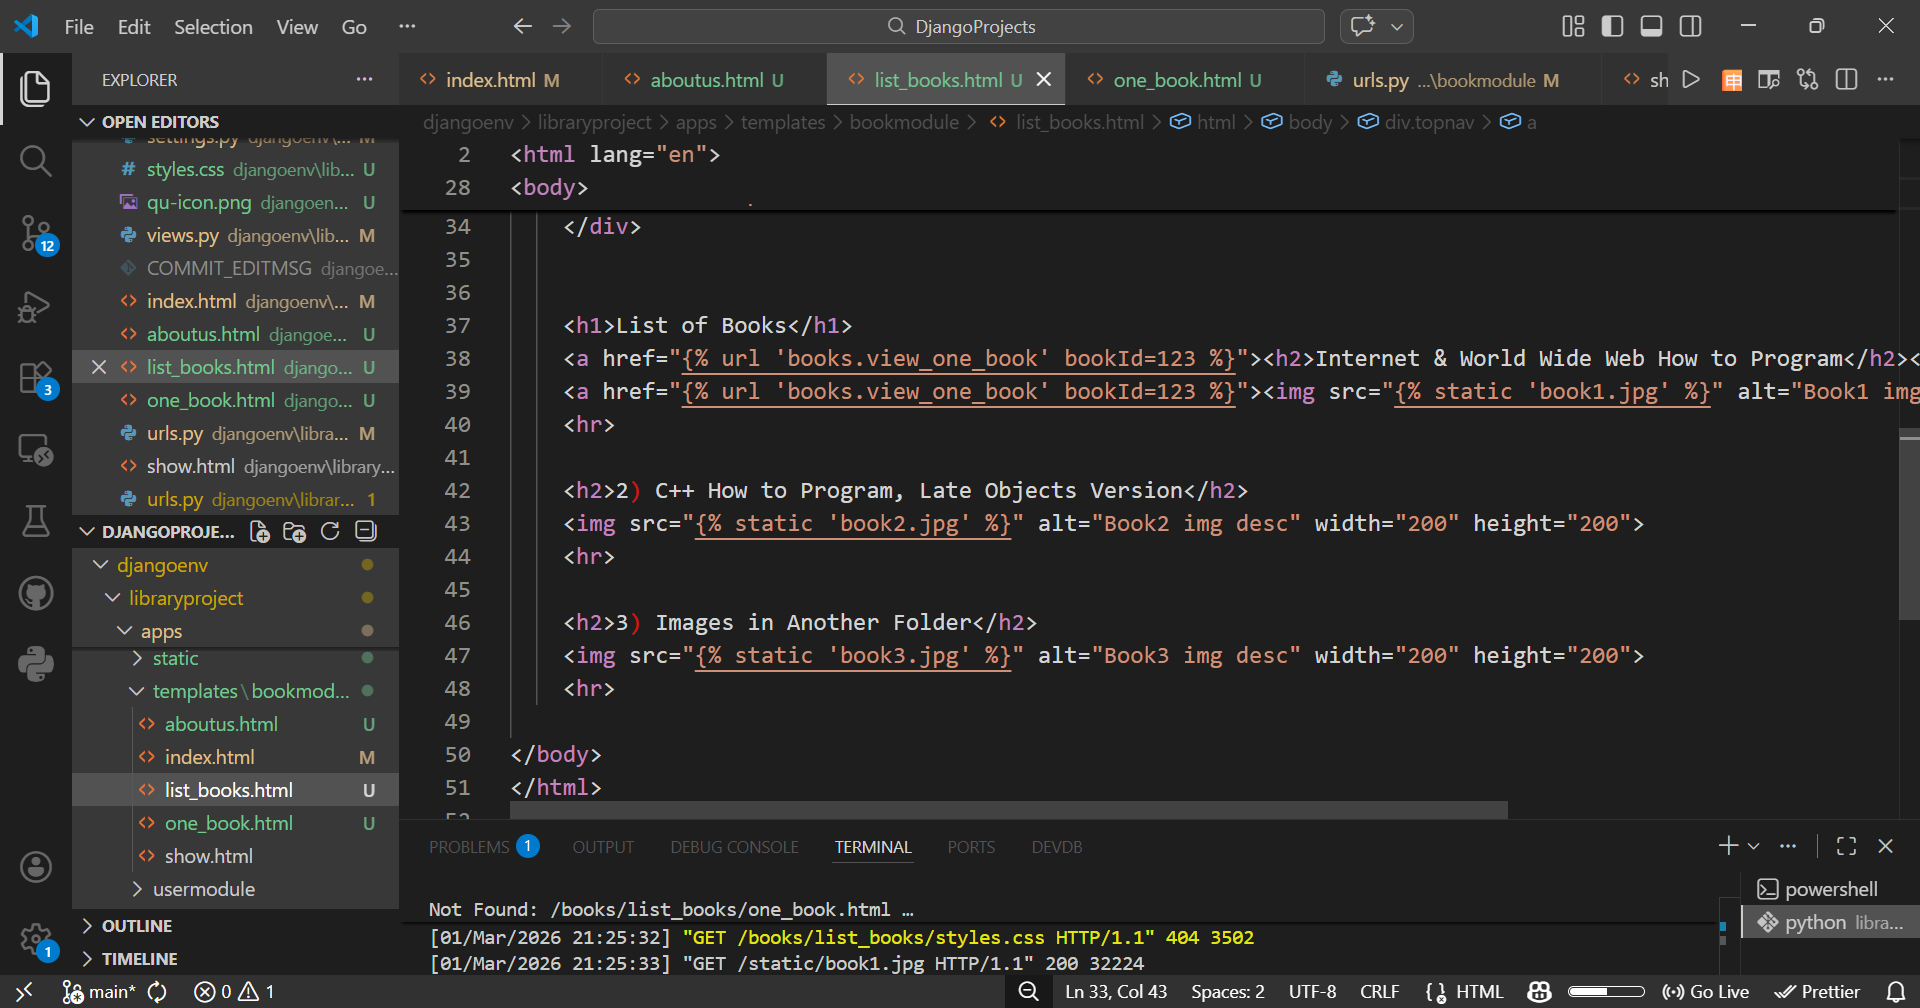 File Edit Selection View Go ··· DjangoProjects
EXPLORER ···
index.html M aboutus.html U list_books.html U one_book.html U urls.py ...\bookmodule M sh ···
OPEN EDITORS
djangoenv > libraryproject > apps > templates > bookmodule > list_books.html > html > body > div.topnav > a
settings.py djangoenv\lib... M
styles.css djangoenv\lib... U
qu-icon.png djangoen... U
views.py djangoenv\lib... M
COMMIT_EDITMSG djangoe...
index.html djangoenv\... M
aboutus.html djangoe... U
list_books.html django... U
one_book.html django... U
urls.py djangoenv\libra... M
show.html djangoenv\library...
urls.py djangoenv\librar... 1
DJANGOPROJE...
djangoenv
libraryproject
apps
static
templates\bookmod...
aboutus.html U
index.html M
list_books.html U
one_book.html U
show.html
usermodule
OUTLINE
TIMELINE
12
3
1
2 <html lang="en">
28 <body>
34 </div>
35
36
37 <h1>List of Books</h1>
38 <a href="{% url 'books.view_one_book' bookId=123 %}"><h2>Internet & World Wide Web How to Program</h2><
39 <a href="{% url 'books.view_one_book' bookId=123 %}"><img src="{% static 'book1.jpg' %}" alt="Book1 img
40 <hr>
41
42 <h2>2) C++ How to Program, Late Objects Version</h2>
43 <img src="{% static 'book2.jpg' %}" alt="Book2 img desc" width="200" height="200">
44 <hr>
45
46 <h2>3) Images in Another Folder</h2>
47 <img src="{% static 'book3.jpg' %}" alt="Book3 img desc" width="200" height="200">
48 <hr>
49
50 </body>
51 </html>
52
PROBLEMS 1 OUTPUT DEBUG CONSOLE TERMINAL PORTS DEVDB ···
Not Found: /books/list_books/one_book.html …
[01/Mar/2026 21:25:32] "GET /books/list_books/styles.css HTTP/1.1" 404 3502
[01/Mar/2026 21:25:33] "GET /static/book1.jpg HTTP/1.1" 200 32224
powershell
python libra...
main* 0 1 Ln 33, Col 43 Spaces: 2 UTF-8 CRLF {} HTML Go Live Prettier